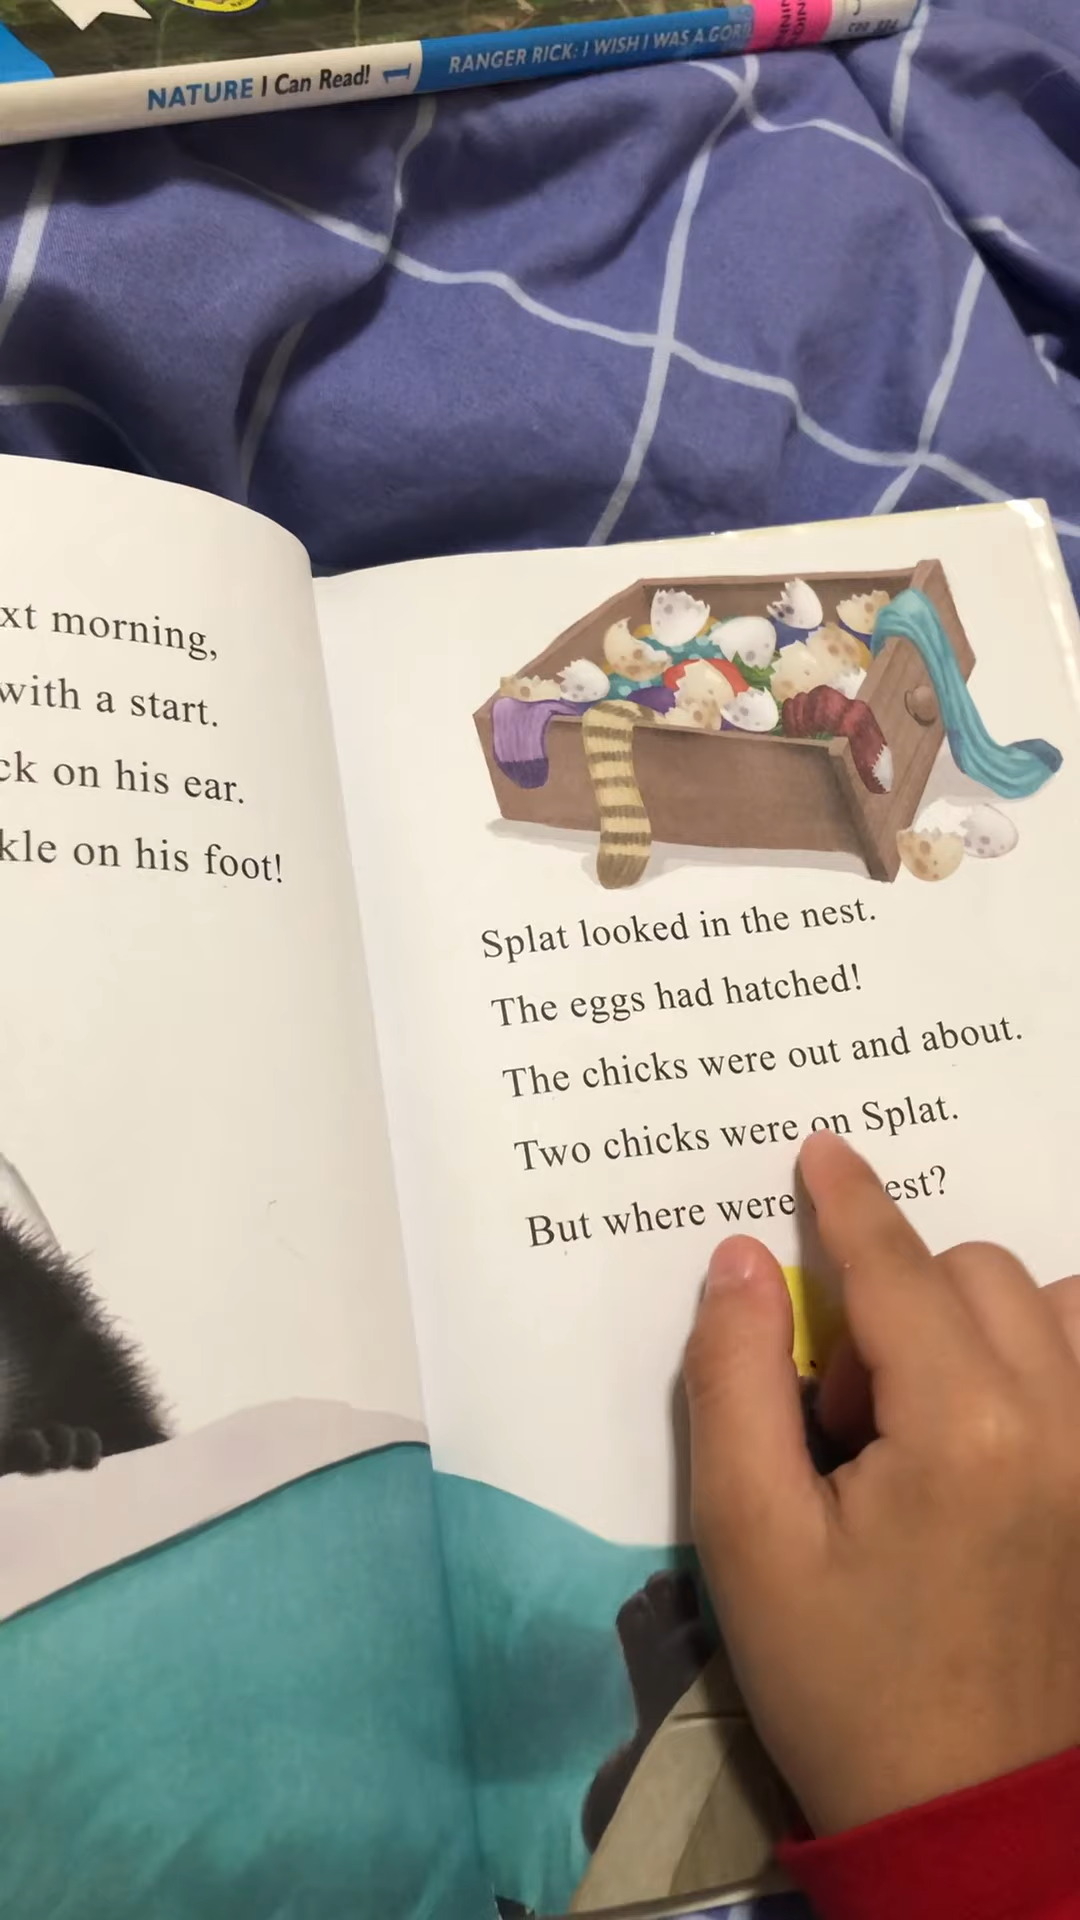 NATURE I Can Read! 1 RANGER RICK: I WISH I WAS A
xt morning,
with a start.
ck on his ear.
kle on his foot!
Splat looked in the nest.
The eggs had hatched!
The chicks were out and about.
Two chicks were on Splat.
But where were est?